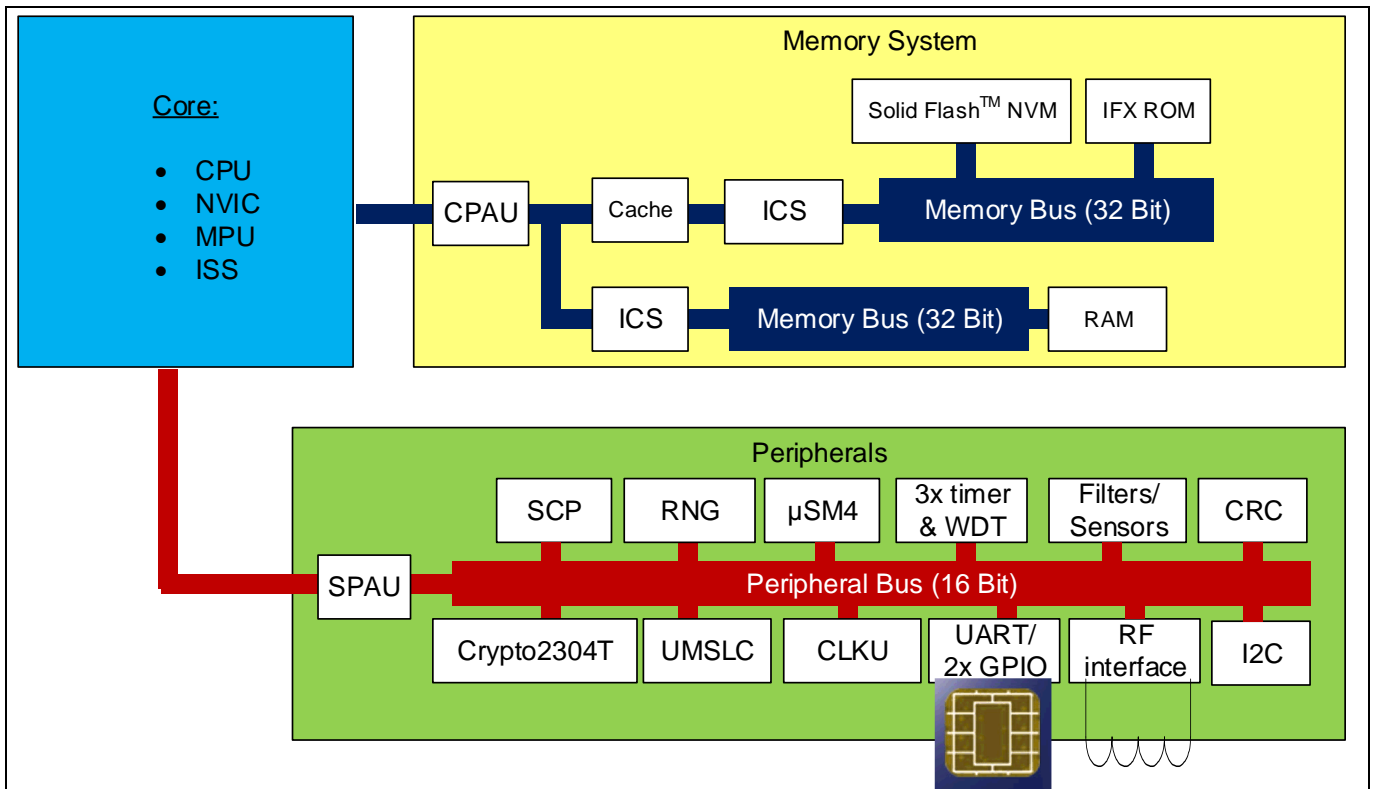 Core:
• CPU
• NVIC
• MPU
• ISS
Memory System
Solid Flash™ NVM
IFX ROM
CPAU
Cache
ICS
Memory Bus (32 Bit)
ICS
Memory Bus (32 Bit)
RAM
Peripherals
SCP
RNG
µSM4
3x timer
& WDT
Filters/
Sensors
CRC
SPAU
Peripheral Bus (16 Bit)
Crypto2304T
UMSLC
CLKU
UART/
2x GPIO
RF
interface
I2C